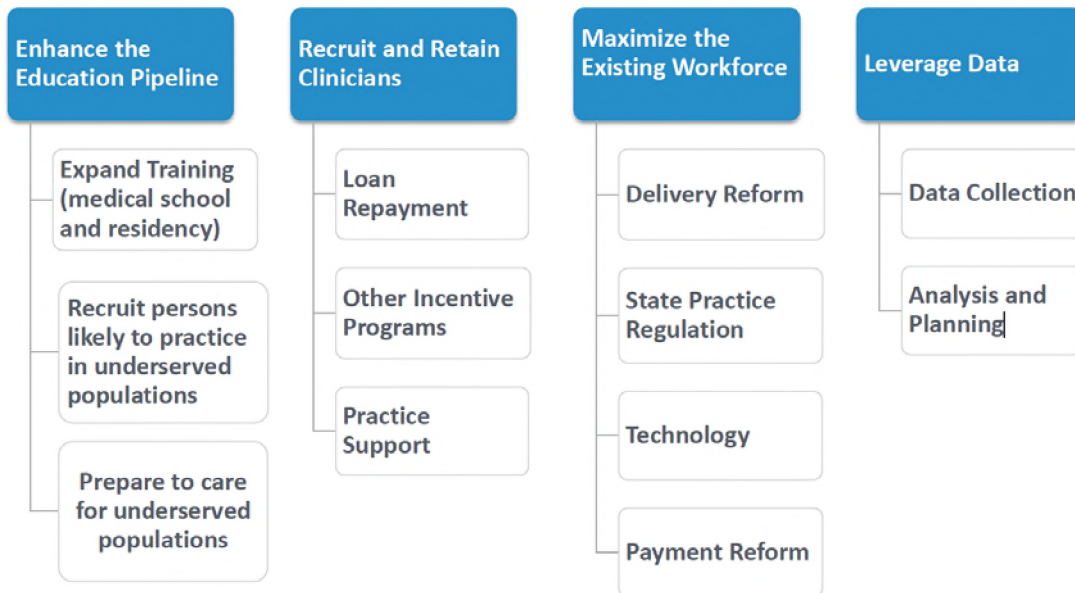 Enhance the
Education Pipeline
Expand Training
(medical school
and residency)
Recruit persons
likely to practice
in underserved
populations
Prepare to care
for underserved
populations
Recruit and Retain
Clinicians
Loan
Repayment
Other Incentive
Programs
Practice
Support
Maximize the
Existing Workforce
Delivery Reform
State Practice
Regulation
Technology
Payment Reform
Leverage Data
Data Collection
Analysis and
Planning